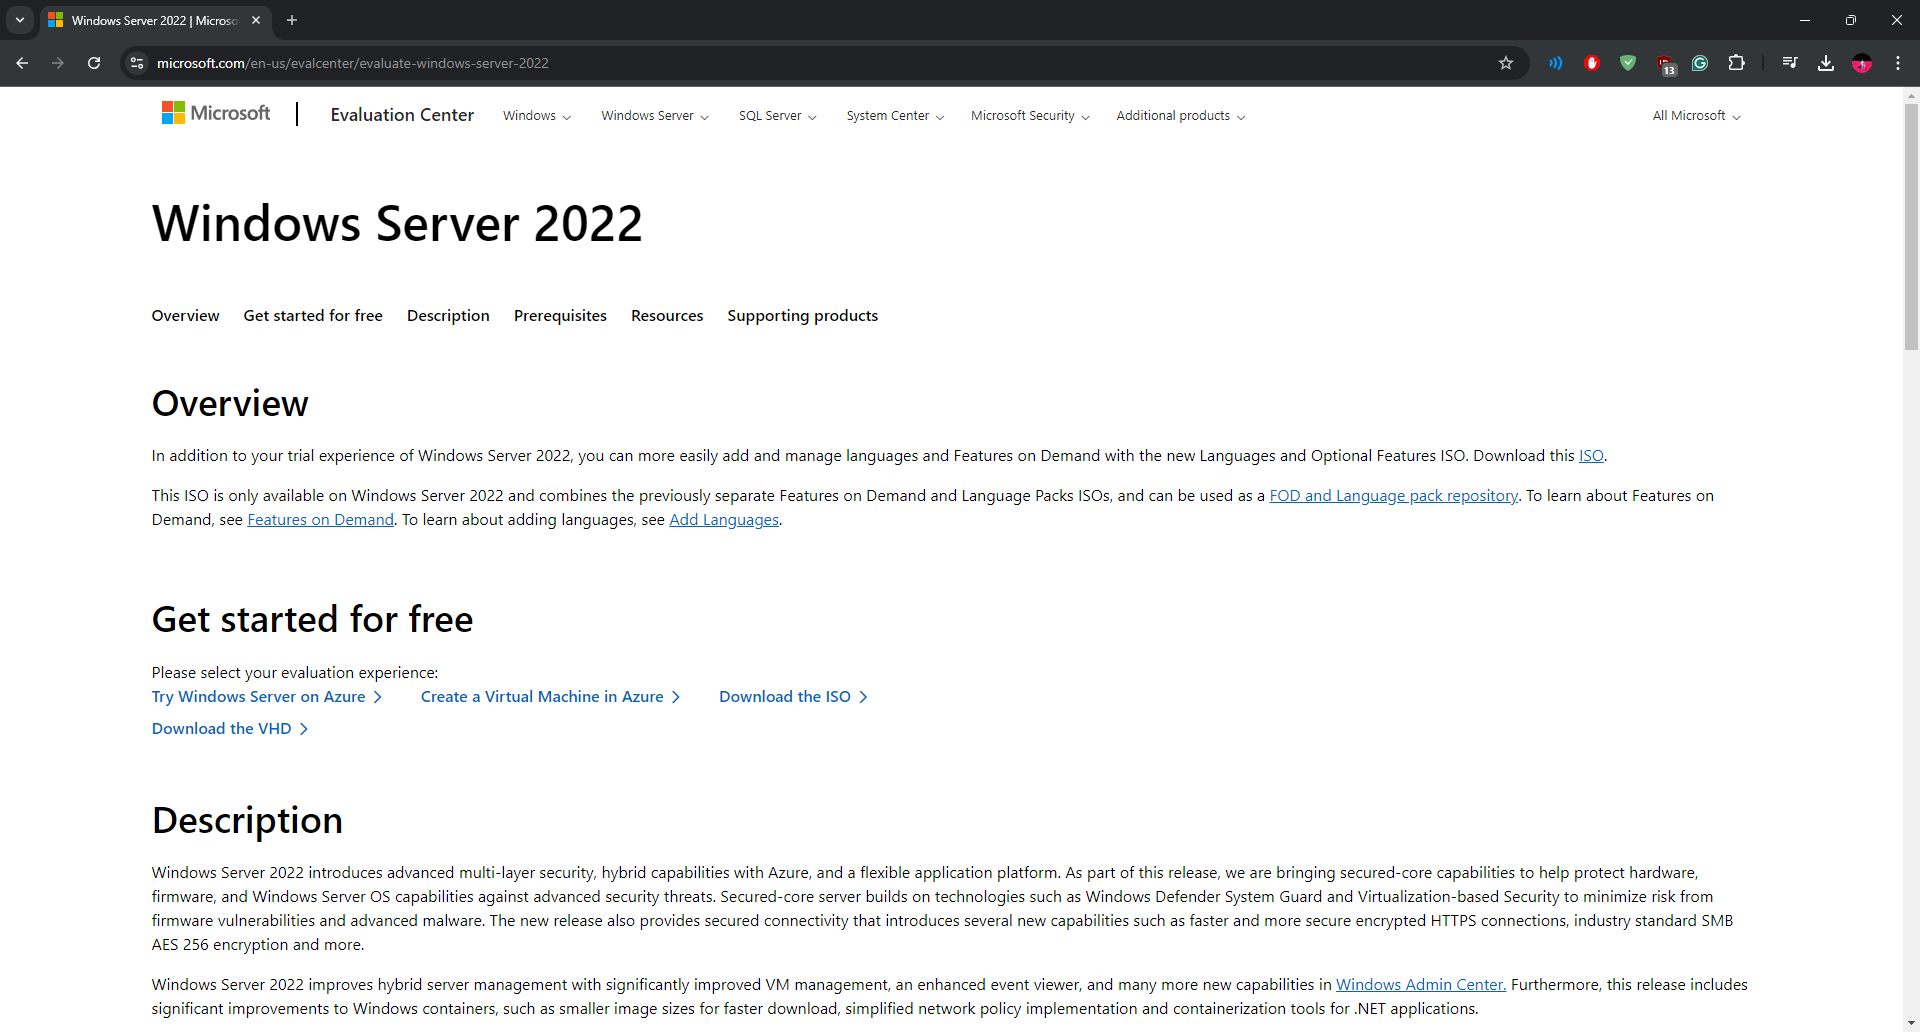 Windows Server 2022 | Microso
microsoft.com/en-us/evalcenter/evaluate-windows-server-2022
13
Microsoft
Evaluation Center
Windows
Windows Server
SQL Server
System Center
Microsoft Security
Additional products
All Microsoft
Windows Server 2022
Overview
Get started for free
Description
Prerequisites
Resources
Supporting products
Overview
In addition to your trial experience of Windows Server 2022, you can more easily add and manage languages and Features on Demand with the new Languages and Optional Features ISO. Download this ISO.
This ISO is only available on Windows Server 2022 and combines the previously separate Features on Demand and Language Packs ISOs, and can be used as a FOD and Language pack repository. To learn about Features on
Demand, see Features on Demand. To learn about adding languages, see Add Languages.
Get started for free
Please select your evaluation experience:
Try Windows Server on Azure
Create a Virtual Machine in Azure
Download the ISO
Download the VHD
Description
Windows Server 2022 introduces advanced multi-layer security, hybrid capabilities with Azure, and a flexible application platform. As part of this release, we are bringing secured-core capabilities to help protect hardware,
firmware, and Windows Server OS capabilities against advanced security threats. Secured-core server builds on technologies such as Windows Defender System Guard and Virtualization-based Security to minimize risk from
firmware vulnerabilities and advanced malware. The new release also provides secured connectivity that introduces several new capabilities such as faster and more secure encrypted HTTPS connections, industry standard SMB
AES 256 encryption and more.
Windows Server 2022 improves hybrid server management with significantly improved VM management, an enhanced event viewer, and many more new capabilities in Windows Admin Center. Furthermore, this release includes
significant improvements to Windows containers, such as smaller image sizes for faster download, simplified network policy implementation and containerization tools for .NET applications.